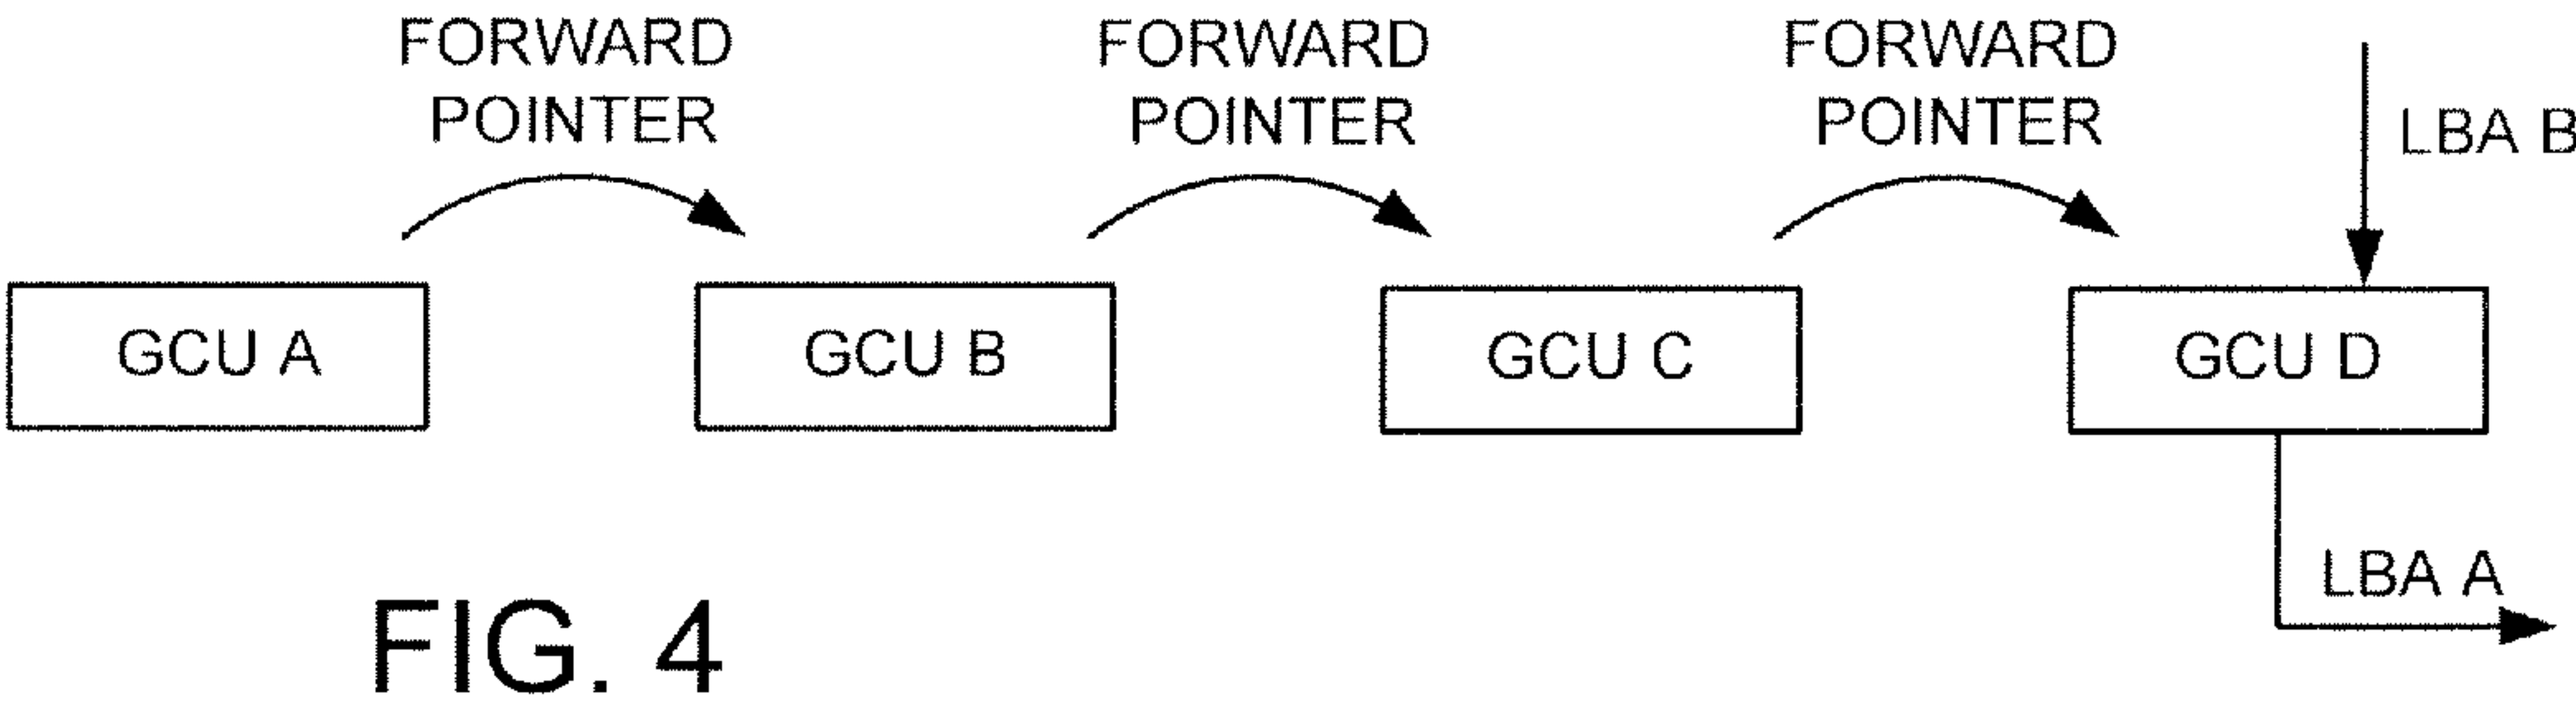 FORWARD
POINTER
FORWARD
POINTER
FORWARD
POINTER
LBA B
GCU A
GCU B
GCU C
GCU D
LBA A
FIG. 4